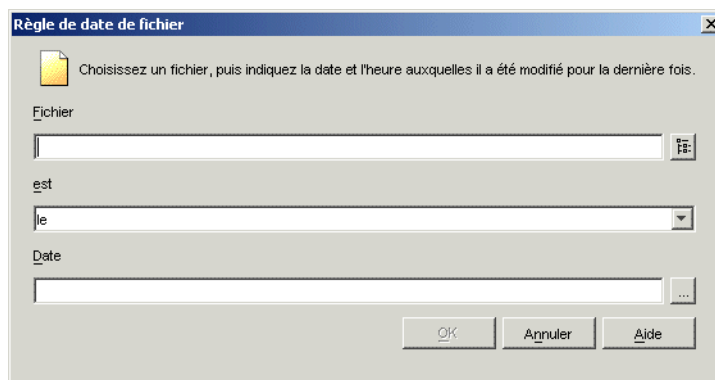 Règle de date de fichier
Choisissez un fichier, puis indiquez la date et l'heure auxquelles il a été modifié pour la dernière fois.
Fichier
est
le
Date
...
OK Annuler Aide